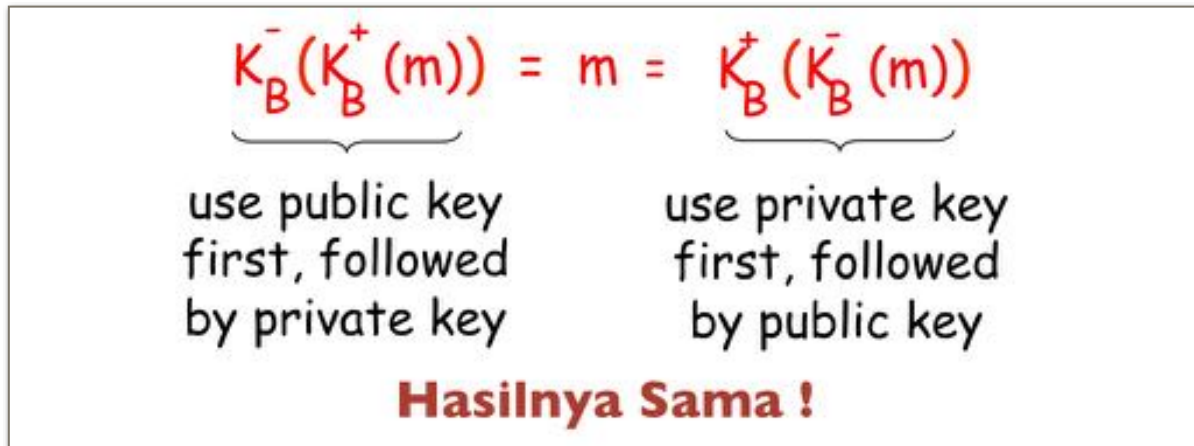 K_B^-(K_B^+(m)) = m = K_B^+(K_B^-(m))
use public key
first, followed
by private key
use private key
first, followed
by public key
Hasilnya Sama !